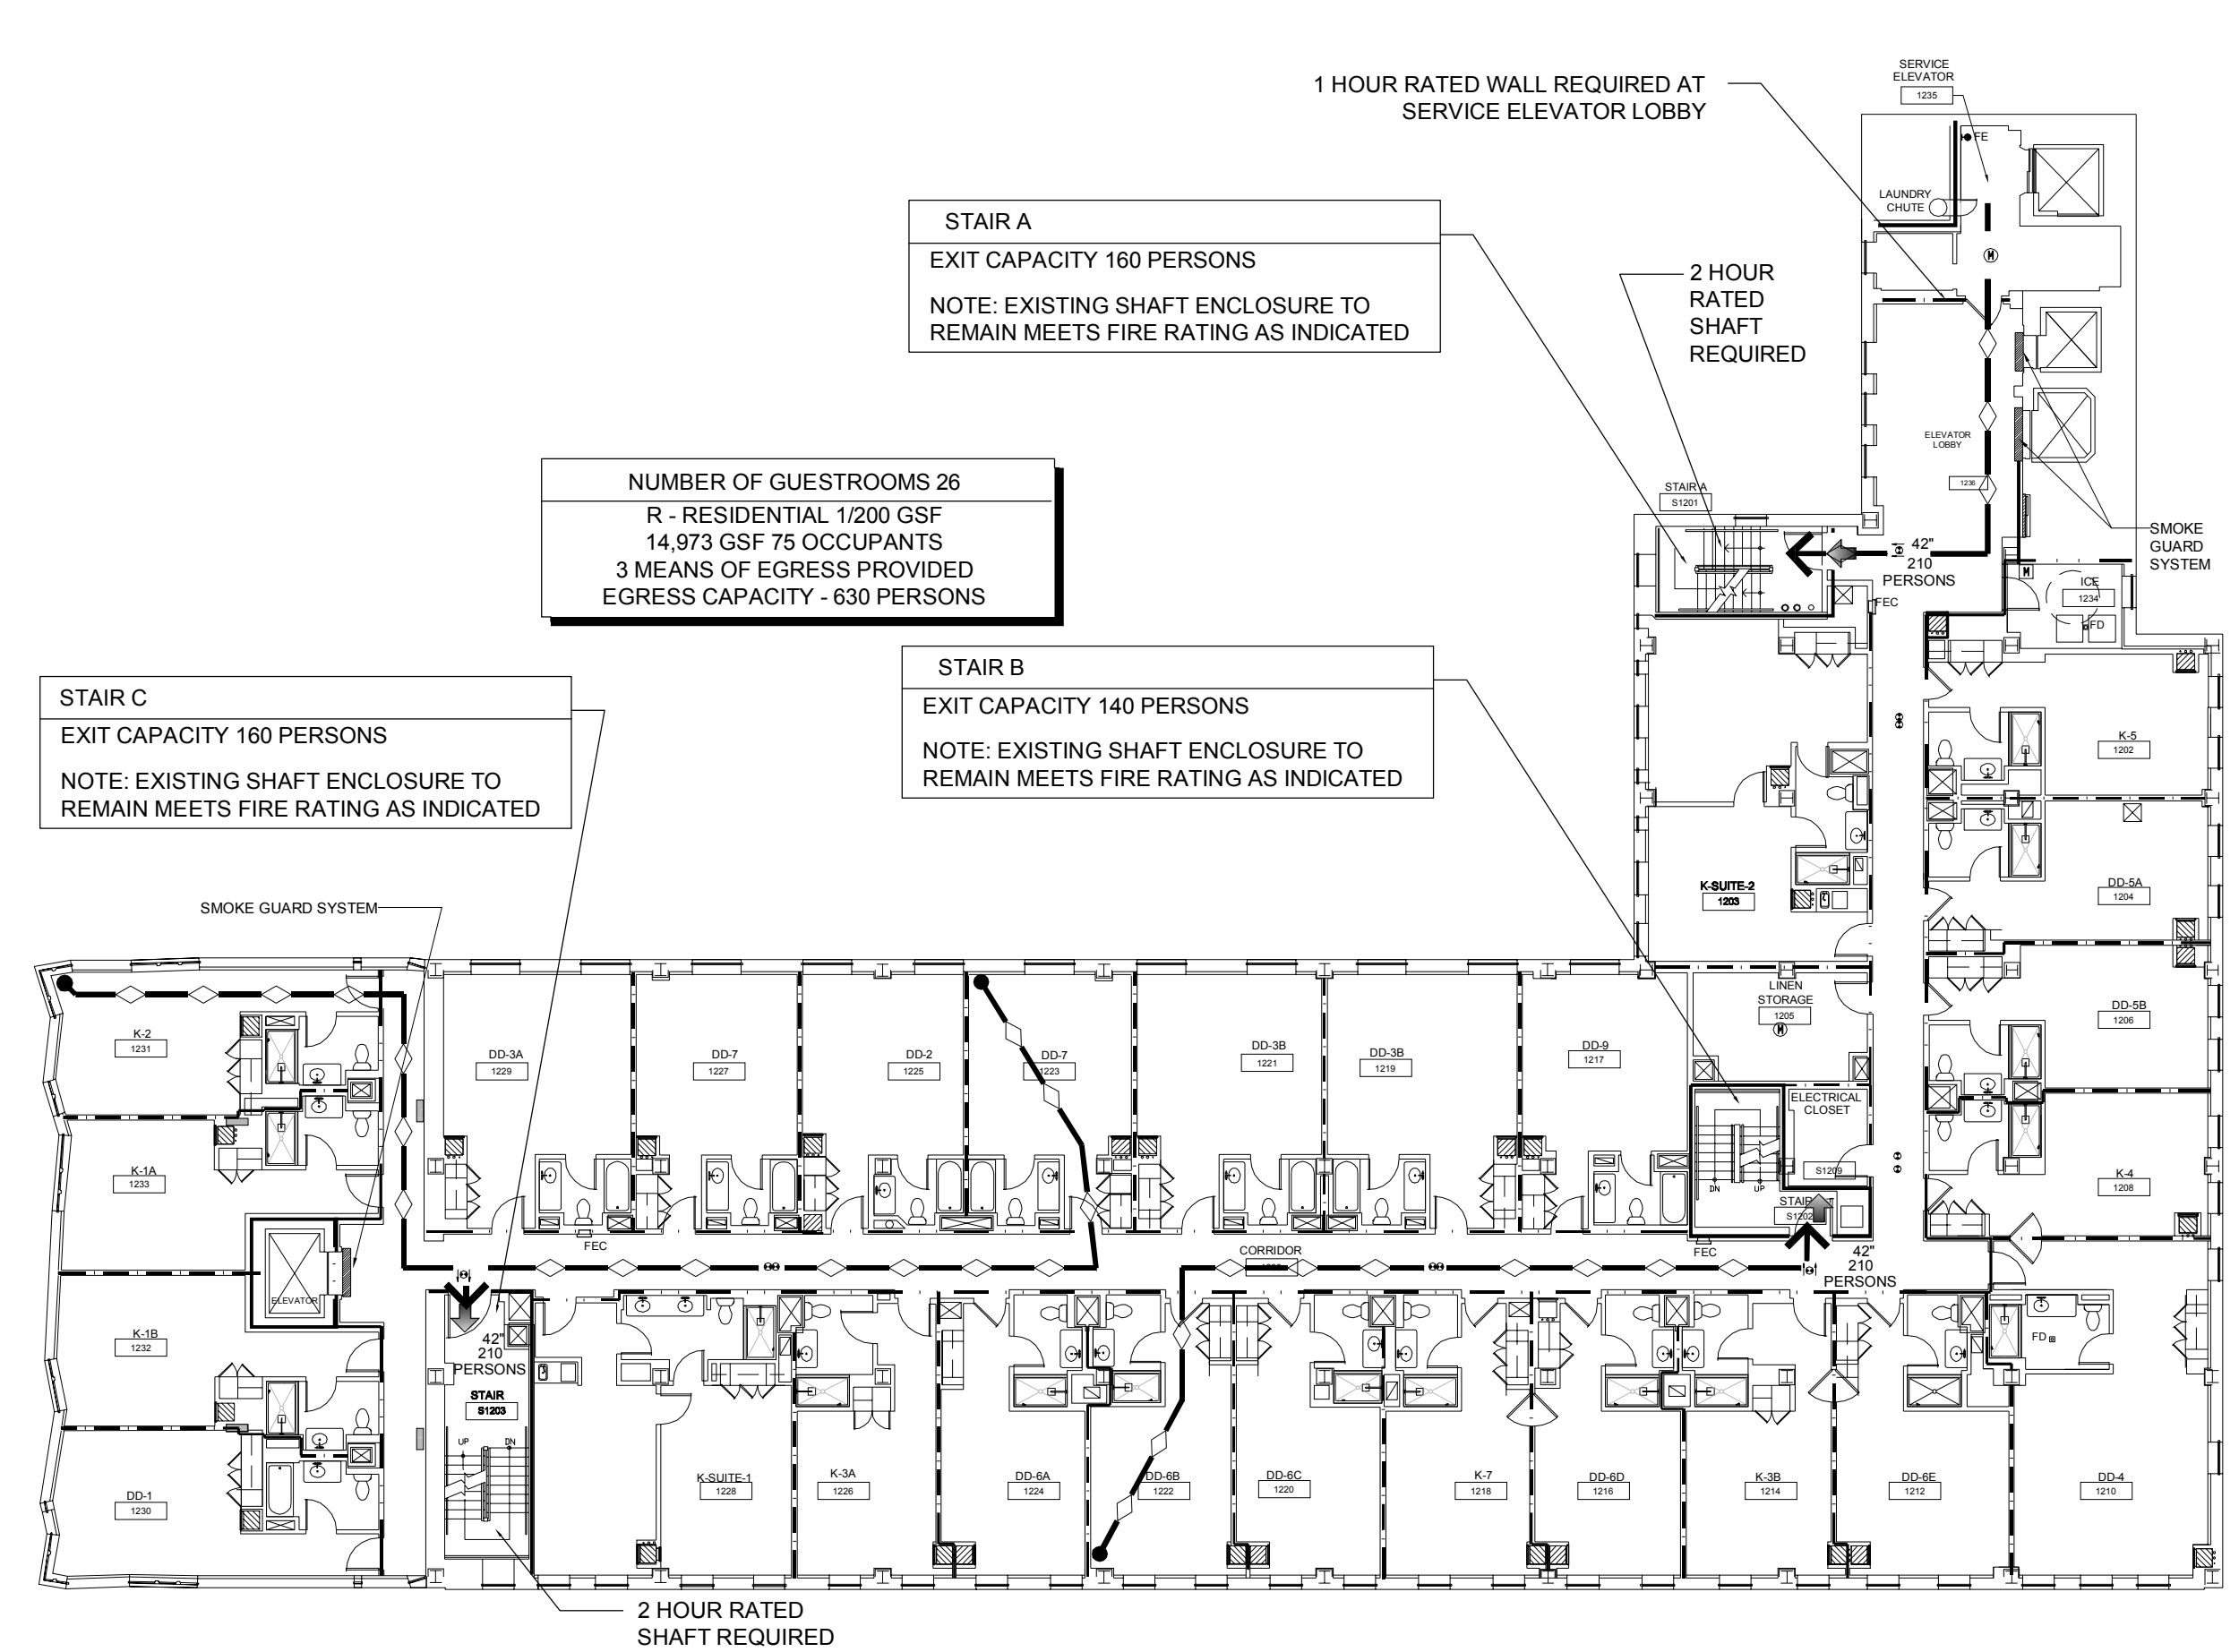 SERVICE
ELEVATOR
1235
1 HOUR RATED WALL REQUIRED AT
SERVICE ELEVATOR LOBBY
FE
LAUNDRY
CHUTE
M
STAIR A
EXIT CAPACITY 160 PERSONS
NOTE: EXISTING SHAFT ENCLOSURE TO
REMAIN MEETS FIRE RATING AS INDICATED
2 HOUR
RATED
SHAFT
REQUIRED
ELEVATOR
LOBBY
1236
NUMBER OF GUESTROOMS 26
R - RESIDENTIAL 1/200 GSF
14,973 GSF 75 OCCUPANTS
3 MEANS OF EGRESS PROVIDED
EGRESS CAPACITY - 630 PERSONS
STAIR A
S1201
SMOKE
GUARD
SYSTEM
42"
210
PERSONS
M
ICE
1234
FEC
FD
STAIR B
EXIT CAPACITY 140 PERSONS
NOTE: EXISTING SHAFT ENCLOSURE TO
REMAIN MEETS FIRE RATING AS INDICATED
STAIR C
EXIT CAPACITY 160 PERSONS
NOTE: EXISTING SHAFT ENCLOSURE TO
REMAIN MEETS FIRE RATING AS INDICATED
K-5
1202
DD-5A
1204
K-SUITE-2
1203
SMOKE GUARD SYSTEM
LINEN
STORAGE
1205
M
DD-5B
1206
K-2
1231
DD-3A
1229
DD-7
1227
DD-2
1225
DD-7
1223
DD-3B
1221
DD-3B
1219
DD-9
1217
ELECTRICAL
CLOSET
S1209
K-1A
1233
K-4
1208
DN
UP
STAIR
S1202
FEC
CORRIDOR
FEC
42"
210
PERSONS
ELEVATOR
K-1B
1232
42"
210
PERSONS
STAIR
S1203
UP
DN
FD
DD-1
1230
K-SUITE-1
1228
K-3A
1226
DD-6A
1224
DD-6B
1222
DD-6C
1220
K-7
1218
DD-6D
1216
K-3B
1214
DD-6E
1212
DD-4
1210
2 HOUR RATED
SHAFT REQUIRED